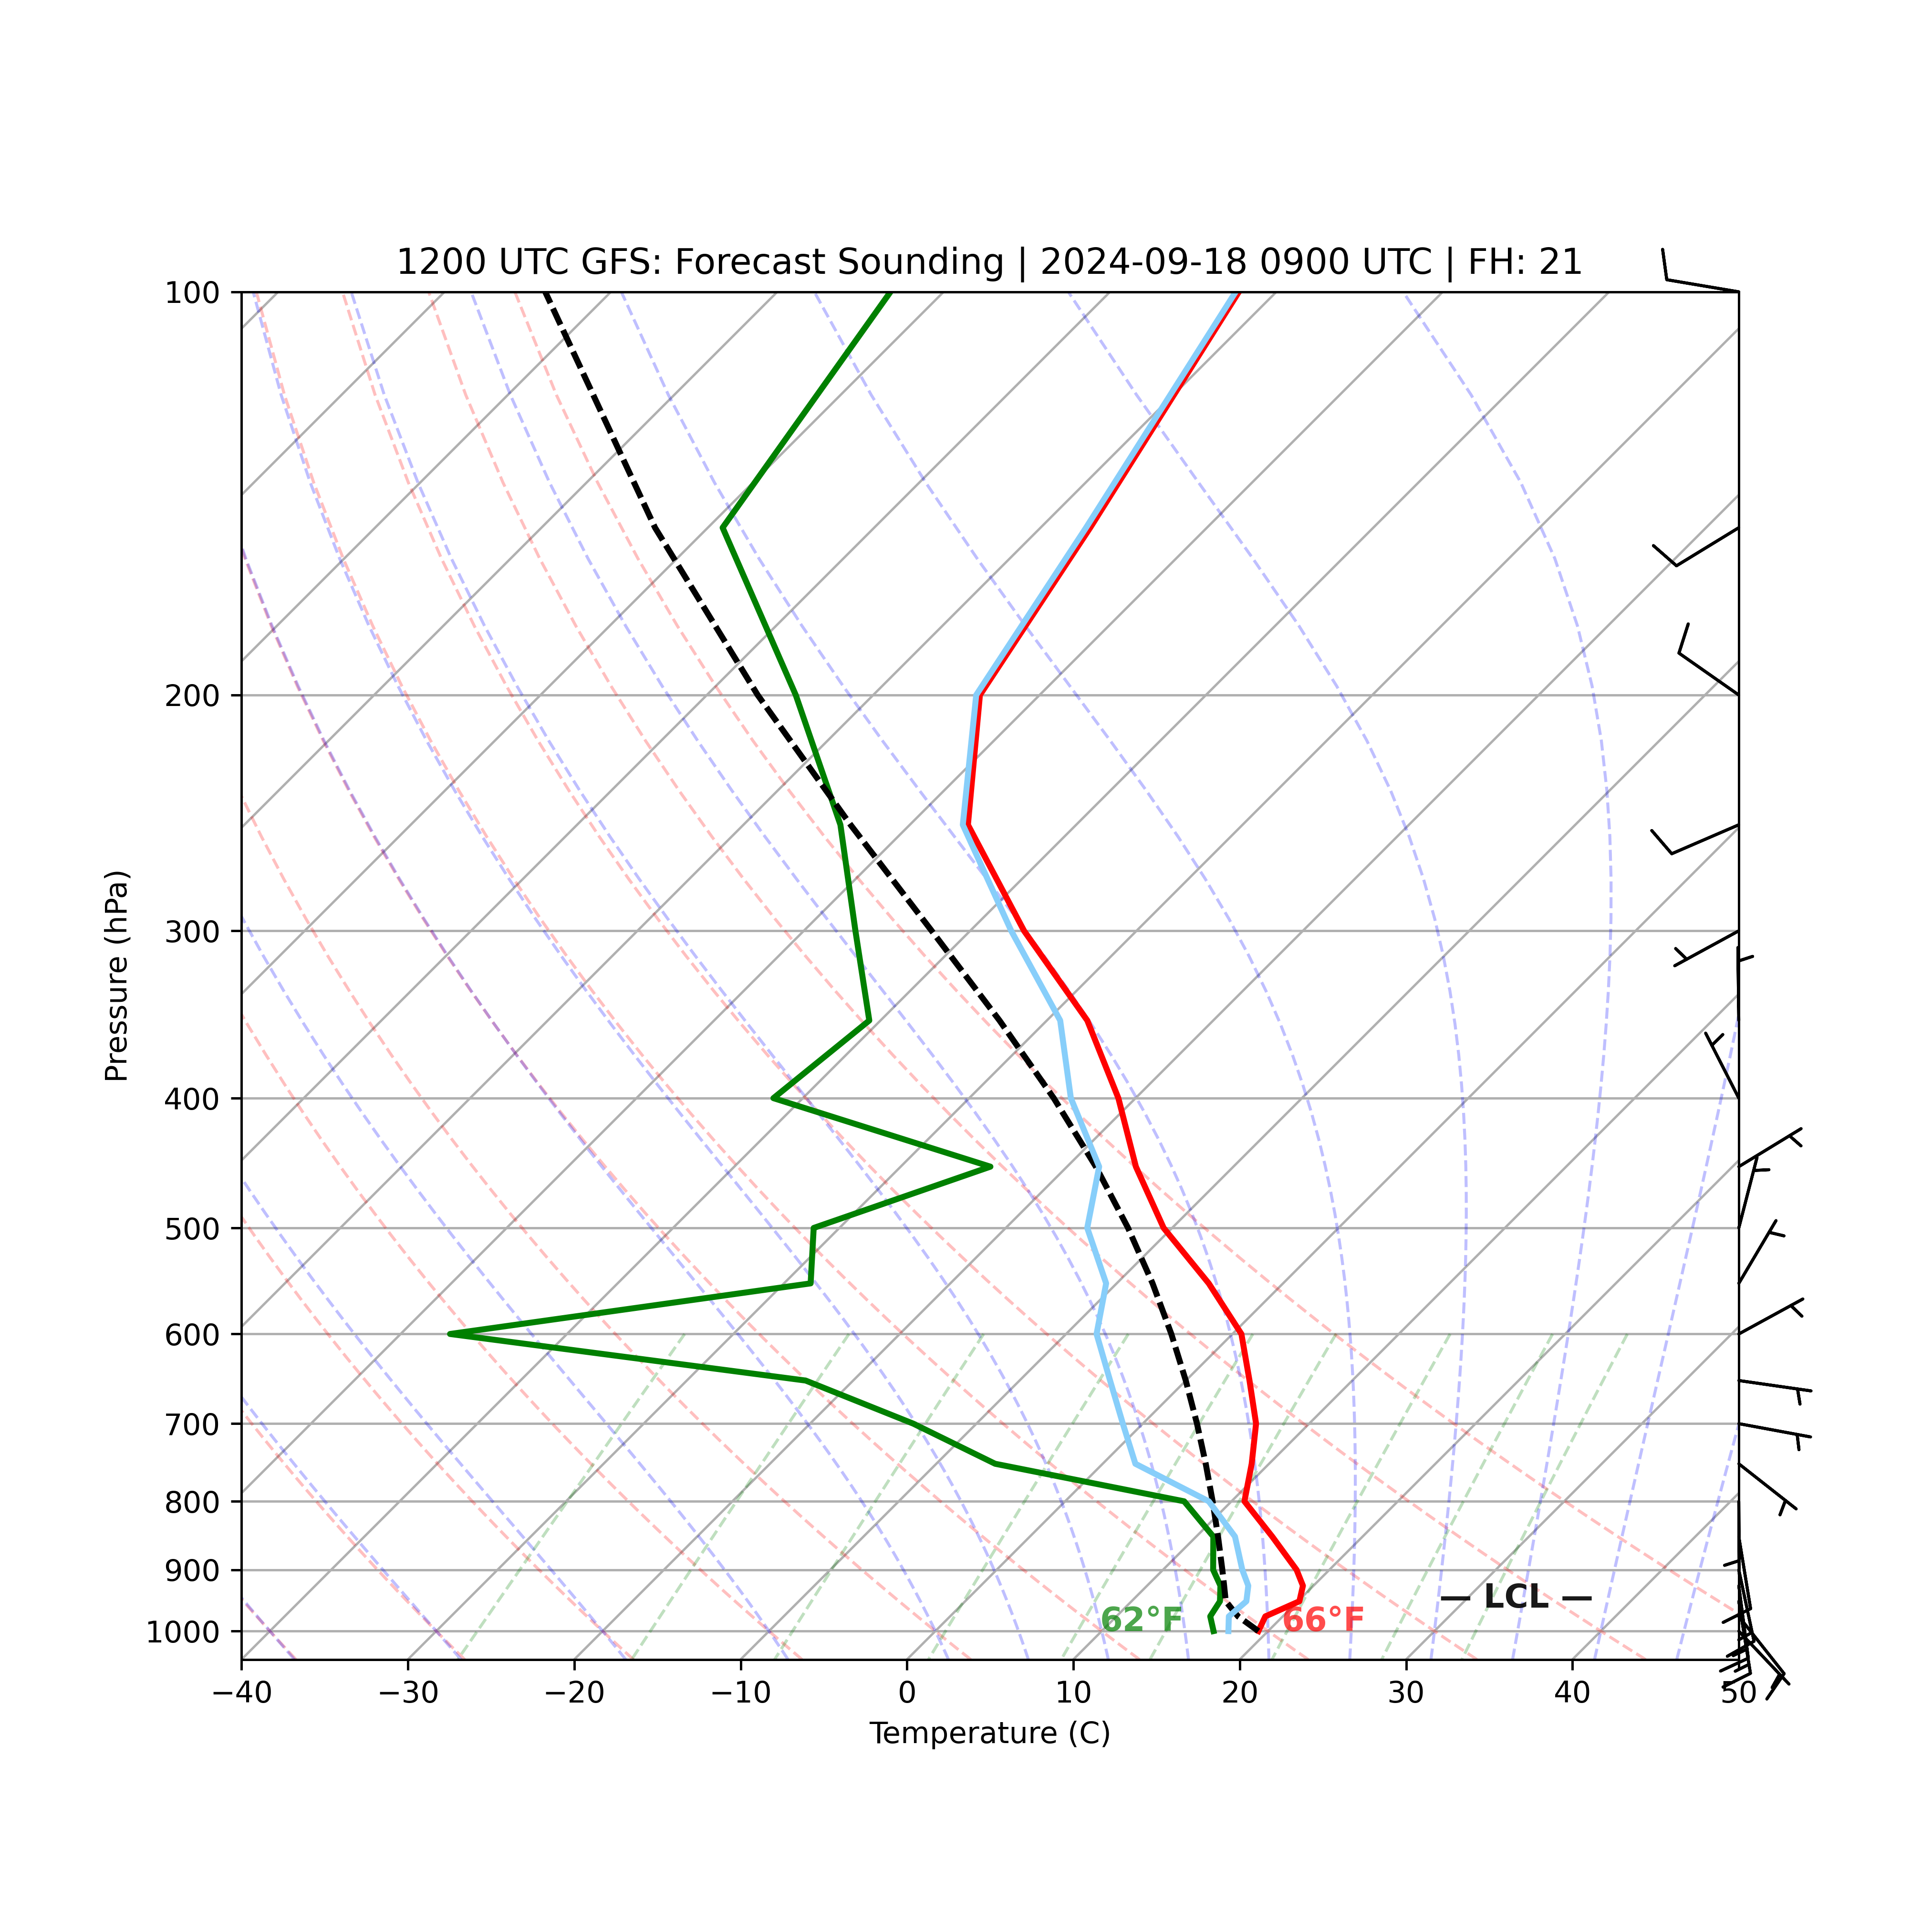 1200 UTC GFS: Forecast Sounding | 2024-09-18 0900 UTC | FH: 21
100
200
300
400
500
600
700
800
900
1000
Pressure (hPa)
62°F
66°F
— LCL —
−40 −30 −20 −10 0 10 20 30 40 50
Temperature (C)